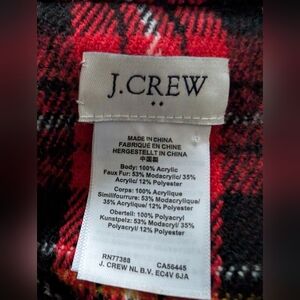 J.CREW
MADE IN CHINA
FABRIQUE EN CHINE
HERGESTELLT IN CHINA
中国製
Body: 100% Acrylic
Faux Fur: 53% Modacrylic/ 35%
Acrylic/ 12% Polyester
Corps: 100% Acrylique
Similifourrure: 53% Modacrylique/
35% Acrylique/ 12% Polyester
Oberteil: 100% Polyacryl
Kunstpelz: 53% Modacryl/ 35%
Polyacryl/ 12% Polyester
RN77388 CA56445
J. CREW NL B.V. EC4V 6JA